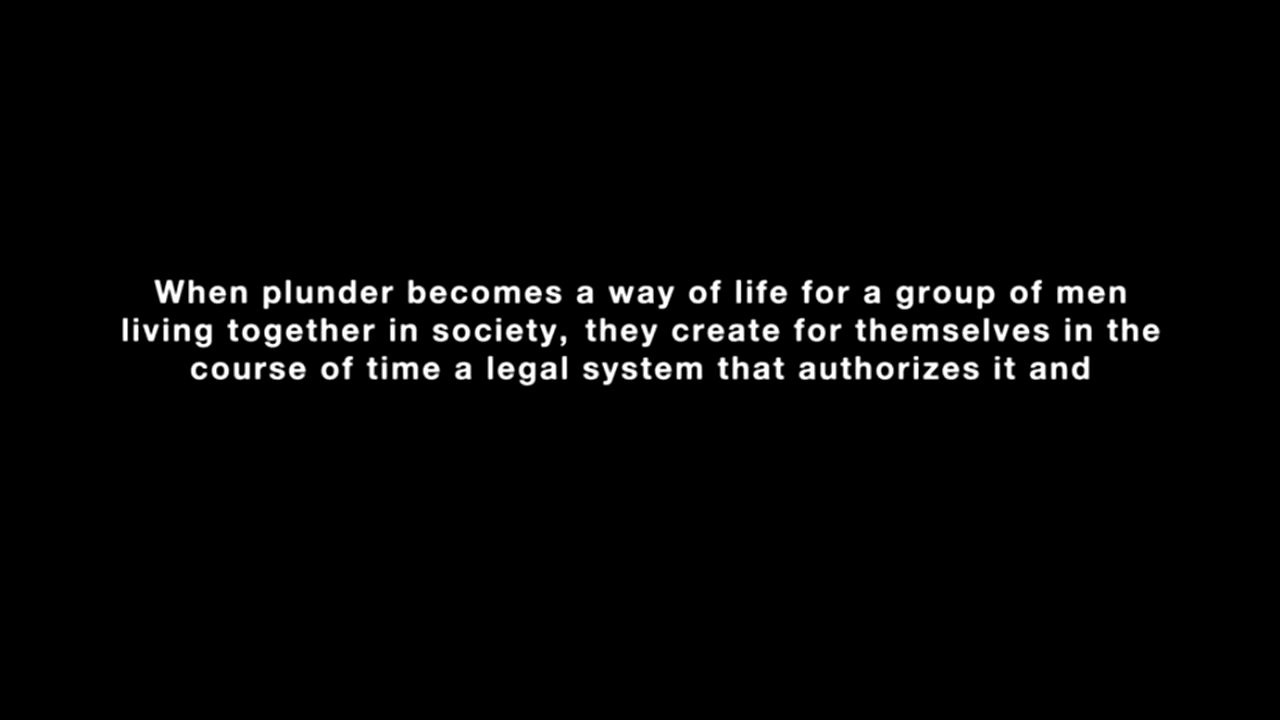 When plunder becomes a way of life for a group of men
living together in society, they create for themselves in the
course of time a legal system that authorizes it and